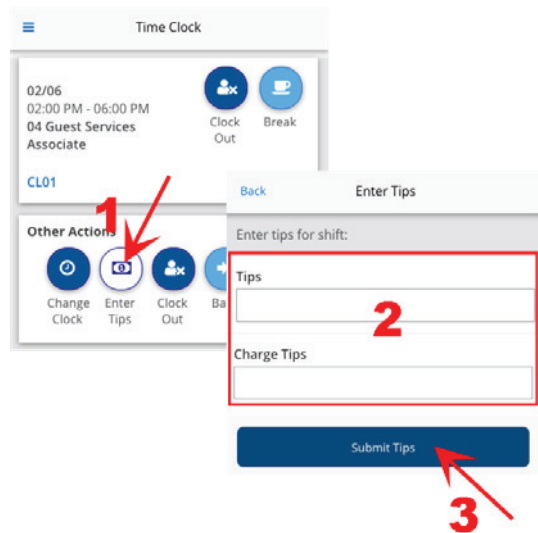 Time Clock
02/06
02:00 PM - 06:00 PM
04 Guest Services
Associate
CL01
Clock
Out
Break
1
Other Actions
Change
Clock
Enter
Tips
Clock
Out
Ba
Back
Enter Tips
Enter tips for shift:
Tips
2
Charge Tips
Submit Tips
3